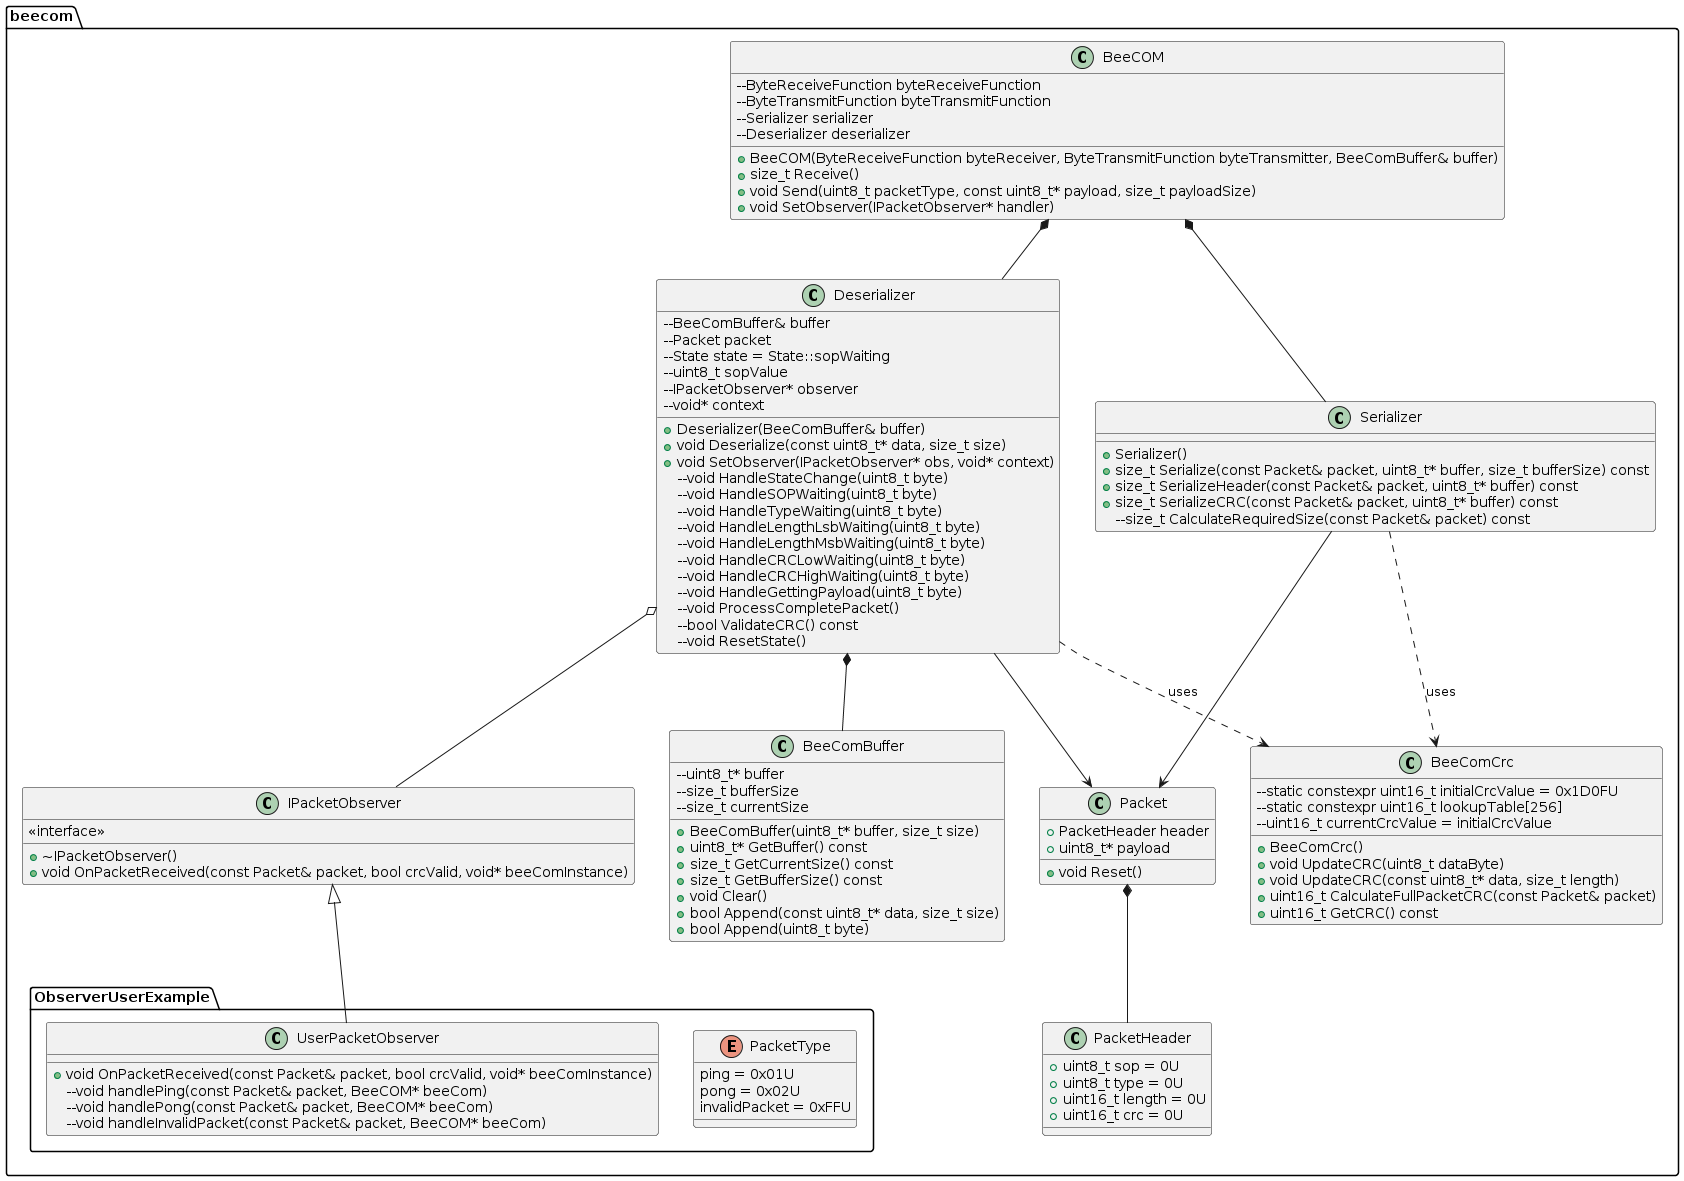 beecom
C BeeCOM
--ByteReceiveFunction byteReceiveFunction
--ByteTransmitFunction byteTransmitFunction
--Serializer serializer
--Deserializer deserializer
BeeCOM(ByteReceiveFunction byteReceiver, ByteTransmitFunction byteTransmitter, BeeComBuffer& buffer)
size_t Receive()
void Send(uint8_t packetType, const uint8_t* payload, size_t payloadSize)
void SetObserver(IPacketObserver* handler)
C Deserializer
--BeeComBuffer& buffer
--Packet packet
--State state = State::sopWaiting
--uint8_t sopValue
--IPacketObserver* observer
--void* context
Deserializer(BeeComBuffer& buffer)
void Deserialize(const uint8_t* data, size_t size)
void SetObserver(IPacketObserver* obs, void* context)
--void HandleStateChange(uint8_t byte)
--void HandleSOPWaiting(uint8_t byte)
--void HandleTypeWaiting(uint8_t byte)
--void HandleLengthLsbWaiting(uint8_t byte)
--void HandleLengthMsbWaiting(uint8_t byte)
--void HandleCRCLowWaiting(uint8_t byte)
--void HandleCRCHighWaiting(uint8_t byte)
--void HandleGettingPayload(uint8_t byte)
--void ProcessCompletePacket()
--bool ValidateCRC() const
--void ResetState()
C Serializer
Serializer()
size_t Serialize(const Packet& packet, uint8_t* buffer, size_t bufferSize) const
size_t SerializeHeader(const Packet& packet, uint8_t* buffer) const
size_t SerializeCRC(const Packet& packet, uint8_t* buffer) const
--size_t CalculateRequiredSize(const Packet& packet) const
uses
uses
C IPacketObserver
«interface»
~IPacketObserver()
void OnPacketReceived(const Packet& packet, bool crcValid, void* beeComInstance)
C BeeComBuffer
--uint8_t* buffer
--size_t bufferSize
--size_t currentSize
BeeComBuffer(uint8_t* buffer, size_t size)
uint8_t* GetBuffer() const
size_t GetCurrentSize() const
size_t GetBufferSize() const
void Clear()
bool Append(const uint8_t* data, size_t size)
bool Append(uint8_t byte)
C Packet
PacketHeader header
uint8_t* payload
void Reset()
C BeeComCrc
--static constexpr uint16_t initialCrcValue = 0x1D0FU
--static constexpr uint16_t lookupTable[256]
--uint16_t currentCrcValue = initialCrcValue
BeeComCrc()
void UpdateCRC(uint8_t dataByte)
void UpdateCRC(const uint8_t* data, size_t length)
uint16_t CalculateFullPacketCRC(const Packet& packet)
uint16_t GetCRC() const
ObserverUserExample
C UserPacketObserver
void OnPacketReceived(const Packet& packet, bool crcValid, void* beeComInstance)
--void handlePing(const Packet& packet, BeeCOM* beeCom)
--void handlePong(const Packet& packet, BeeCOM* beeCom)
--void handleInvalidPacket(const Packet& packet, BeeCOM* beeCom)
E PacketType
ping = 0x01U
pong = 0x02U
invalidPacket = 0xFFU
C PacketHeader
uint8_t sop = 0U
uint8_t type = 0U
uint16_t length = 0U
uint16_t crc = 0U